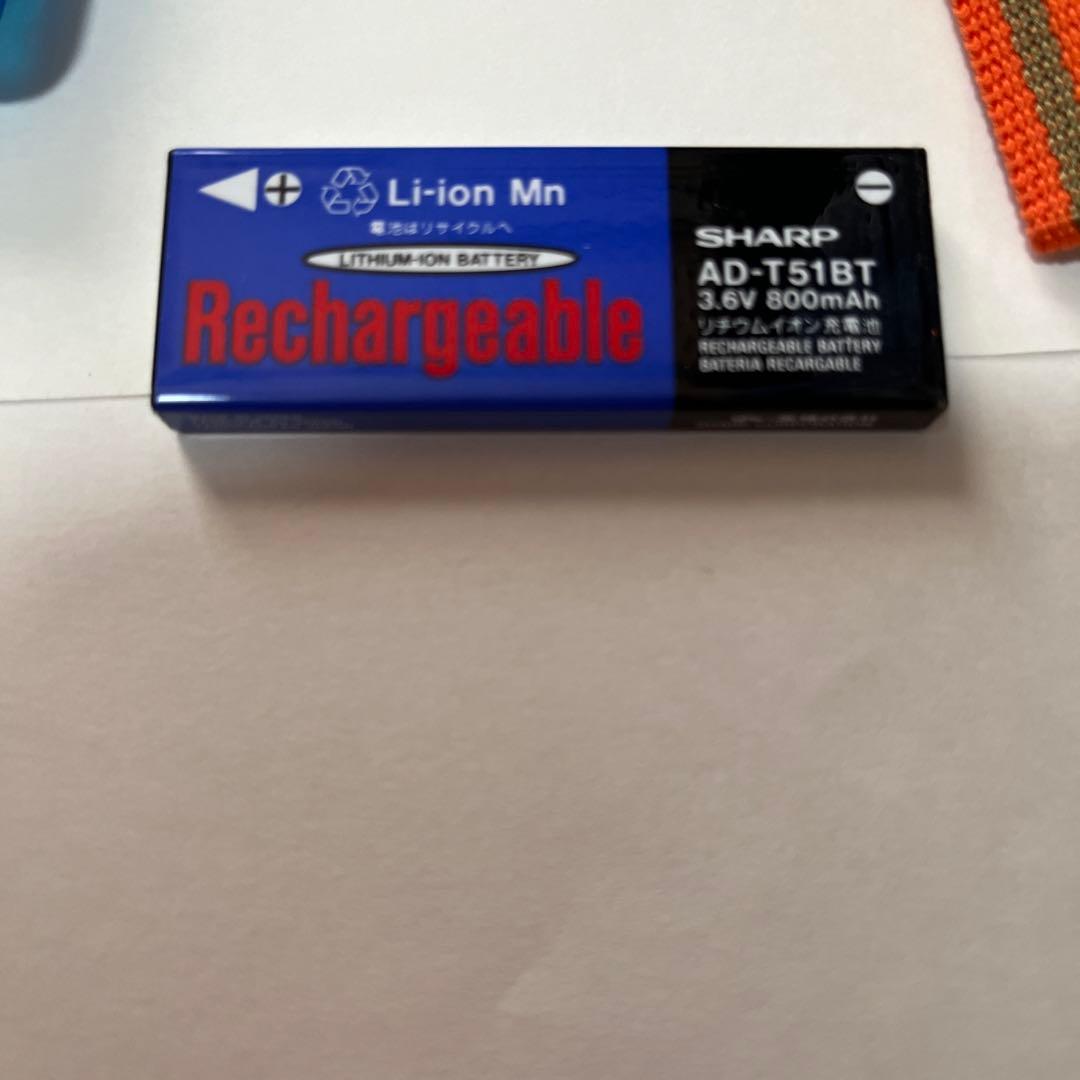 Li-ion Mn
電池はリサイクルへ
LITHIUM-ION BATTERY
Rechargeable
SHARP
AD-T51BT
3.6V 800mAh
リチウムイオン充電池
RECHARGEABLE BATTERY
BATERIA RECARGABLE